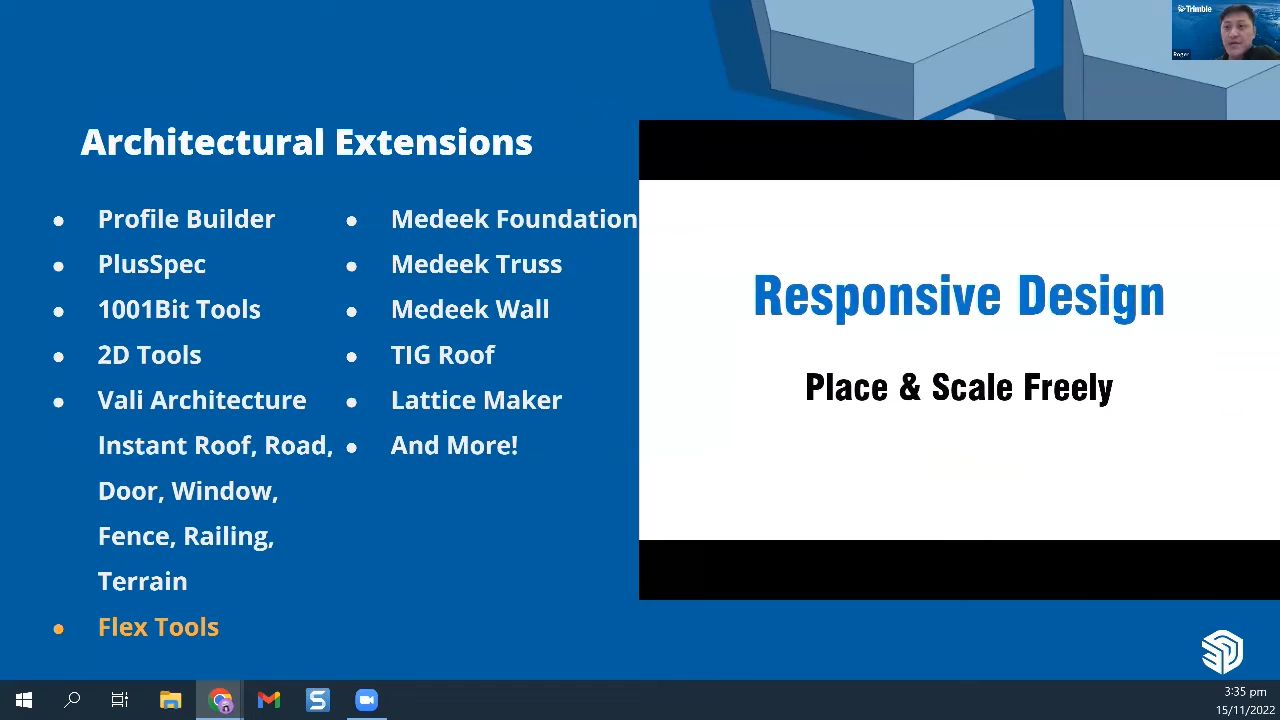 Trimble
Roger
Architectural Extensions
Profile Builder
PlusSpec
1001Bit Tools
2D Tools
Vali Architecture
Instant Roof, Road,
Door, Window,
Fence, Railing,
Terrain
Flex Tools
Medeek Foundation
Medeek Truss
Medeek Wall
TIG Roof
Lattice Maker
And More!
Responsive Design
Place & Scale Freely
3:35 pm
15/11/2022